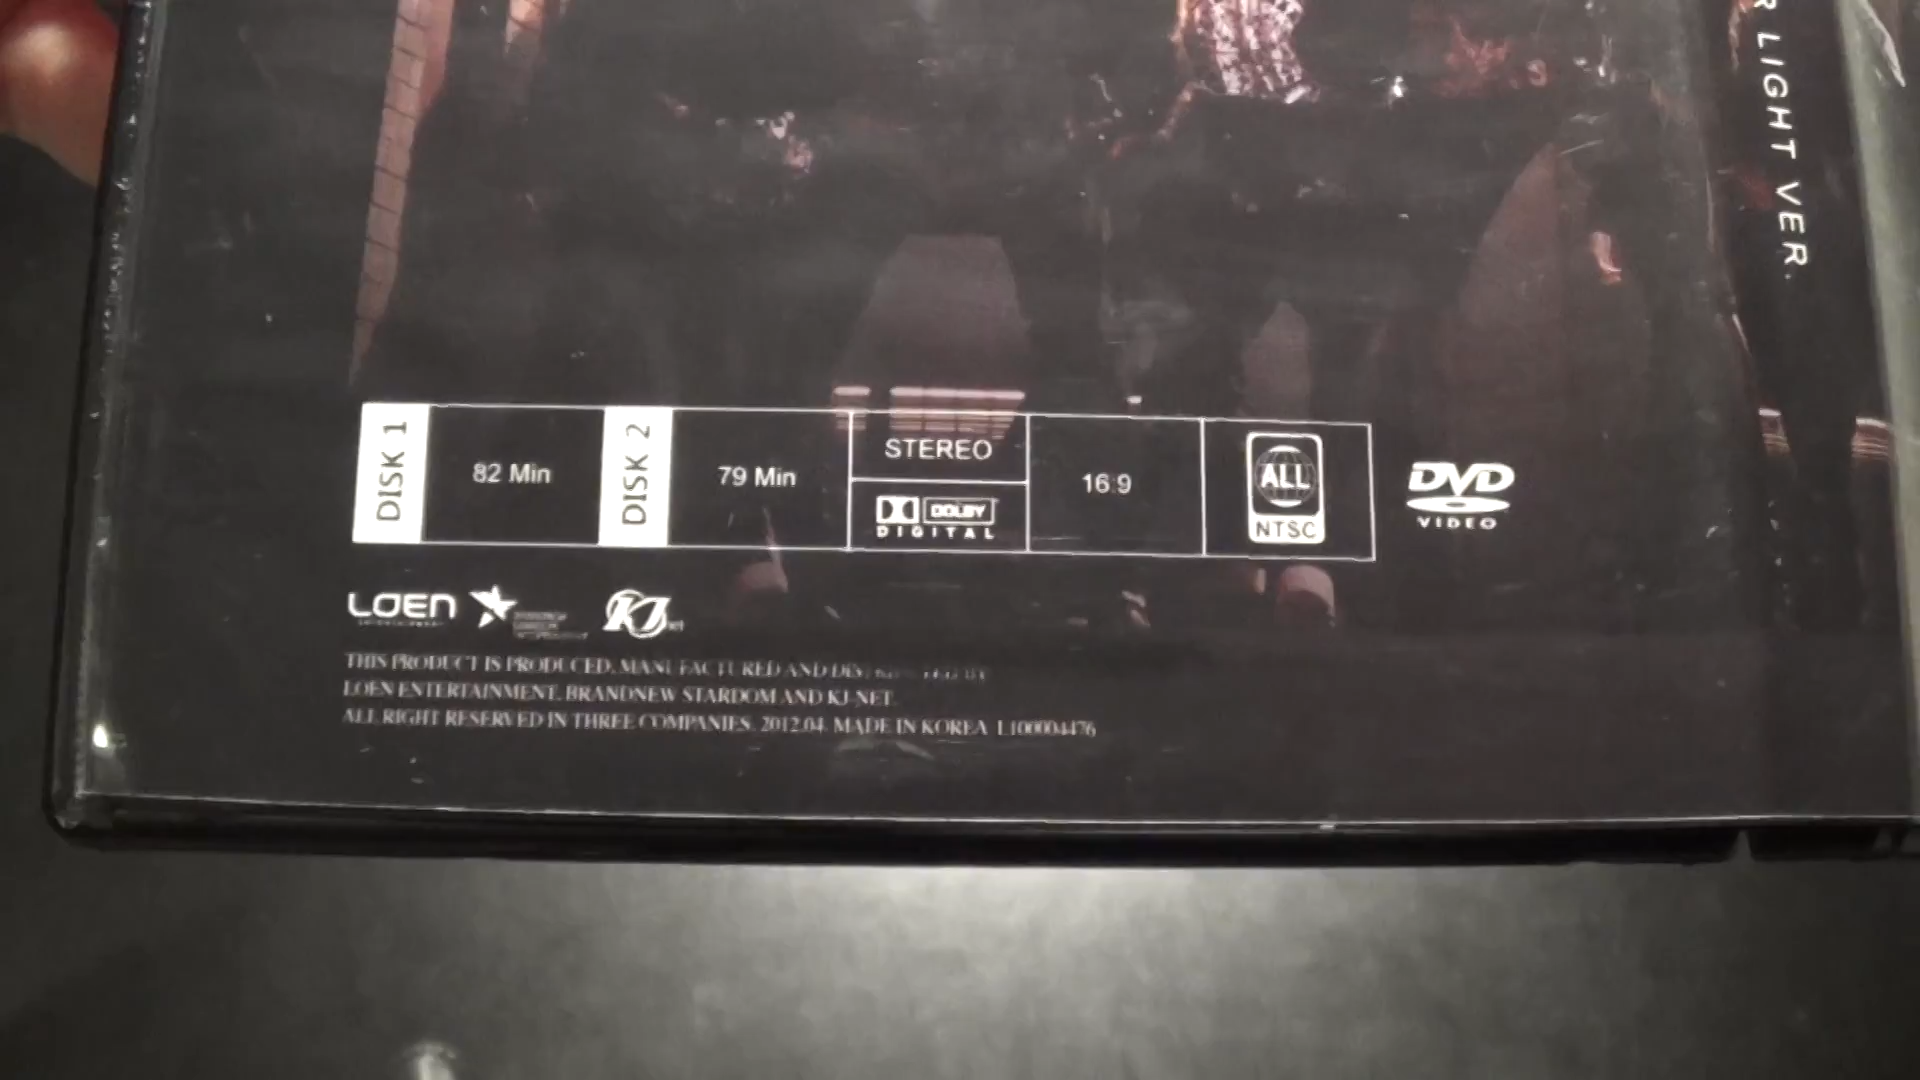 LIGHT VER.
DISK 1 82 Min DISK 2 79 Min STEREO 16:9 ALL NTSC DVD VIDEO
DOLBY DIGITAL
LOEN KJ net
THIS PRODUCT IS PRODUCED, MANUFACTURED AND
LOEN ENTERTAINMENT, BRANDNEW STARDOM AND KJ-NET.
ALL RIGHT RESERVED IN THREE COMPANIES. 2012.04. MADE IN KOREA L100004476